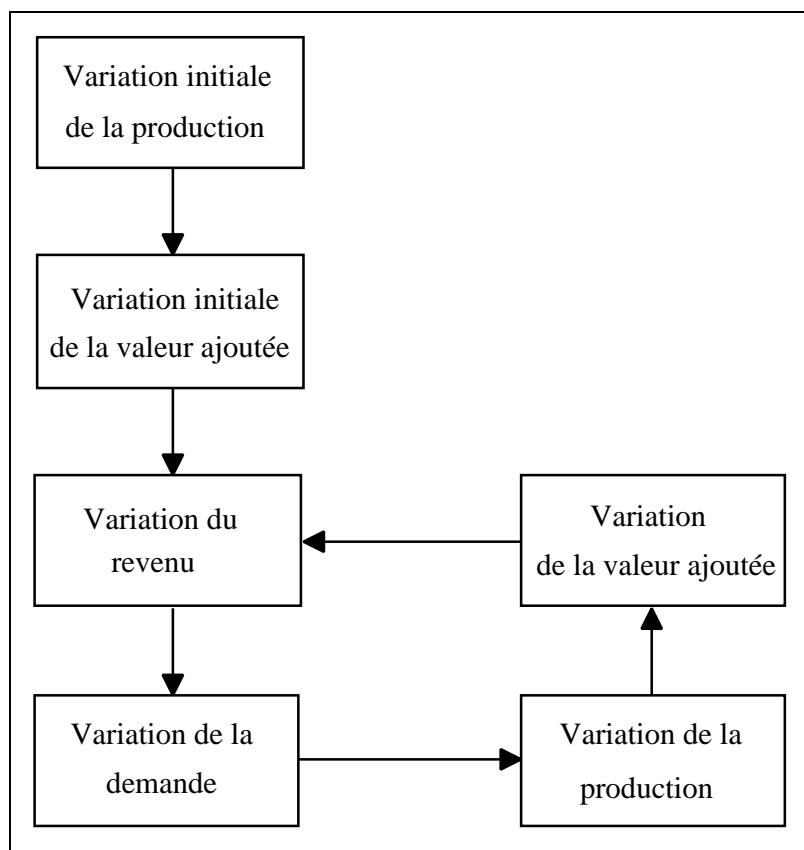 Variation initiale
de la production
Variation initiale
de la valeur ajoutée
Variation du
revenu
Variation
de la valeur ajoutée
Variation de la
demande
Variation de la
production